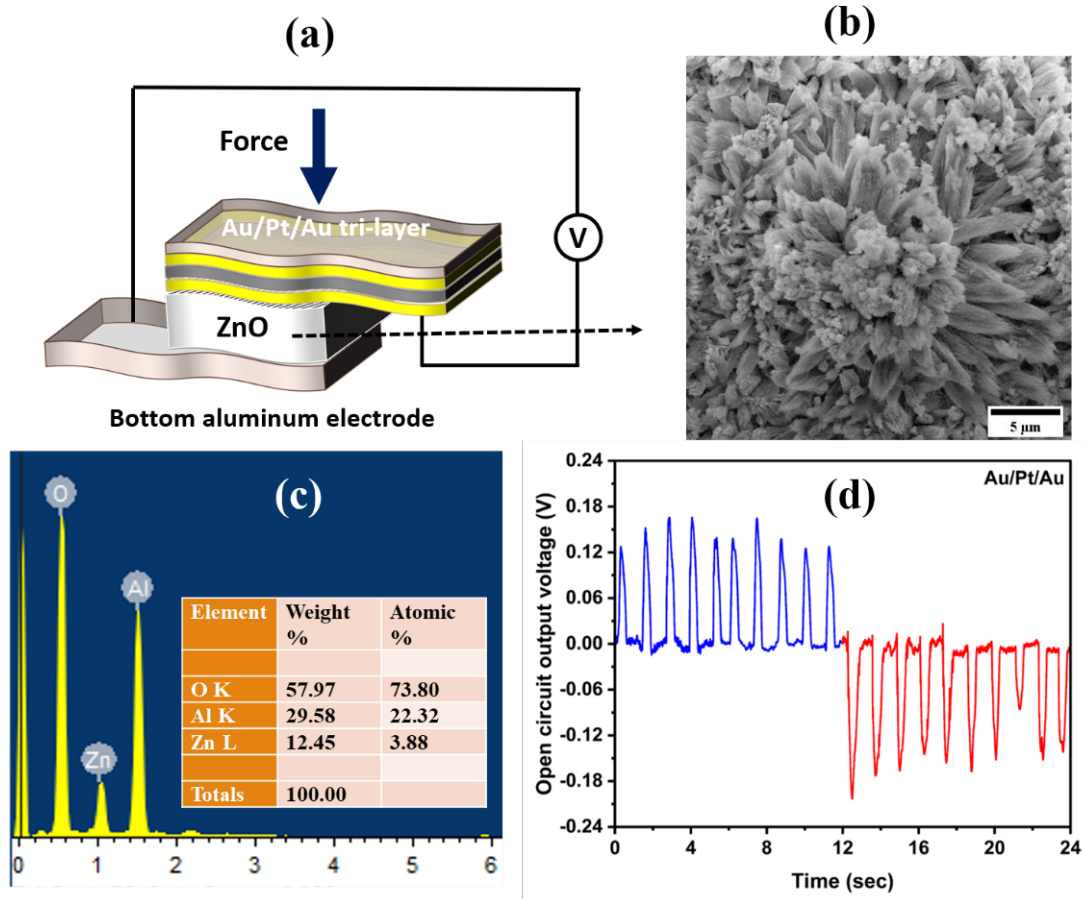 (a)
Force
Au/Pt/Au tri-layer
V
ZnO
Bottom aluminum electrode
(b)
5 µm
(c)
O
Al
Zn
Element Weight % Atomic %
O K 57.97 73.80
Al K 29.58 22.32
Zn L 12.45 3.88
Totals 100.00
0 1 2 3 4 5 6
(d)
Au/Pt/Au
Open circuit output voltage (V)
0.24
0.18
0.12
0.06
0.00
-0.06
-0.12
-0.18
-0.24
0 4 8 12 16 20 24
Time (sec)